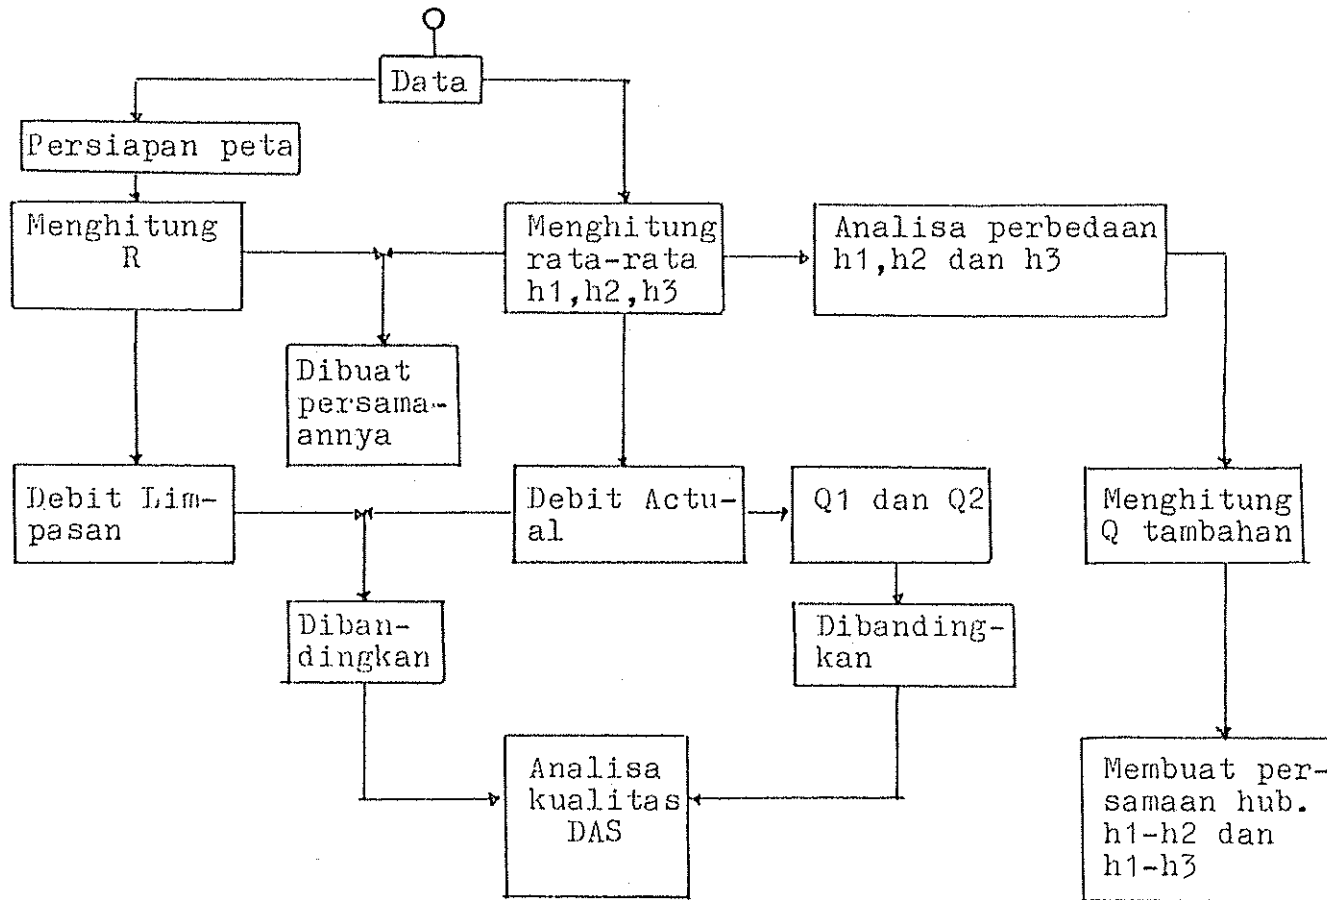 Data
Persiapan peta
Menghitung
R
Menghitung
rata-rata
h1,h2,h3
Analisa perbedaan
h1,h2 dan h3
Dibuat
persama-
annya
Debit Lim-
pasan
Debit Actu-
al
Q1 dan Q2
Menghitung
Q tambahan
Diban-
dingkan
Dibanding-
kan
Analisa
kualitas
DAS
Membuat per-
samaan hub.
h1-h2 dan
h1-h3